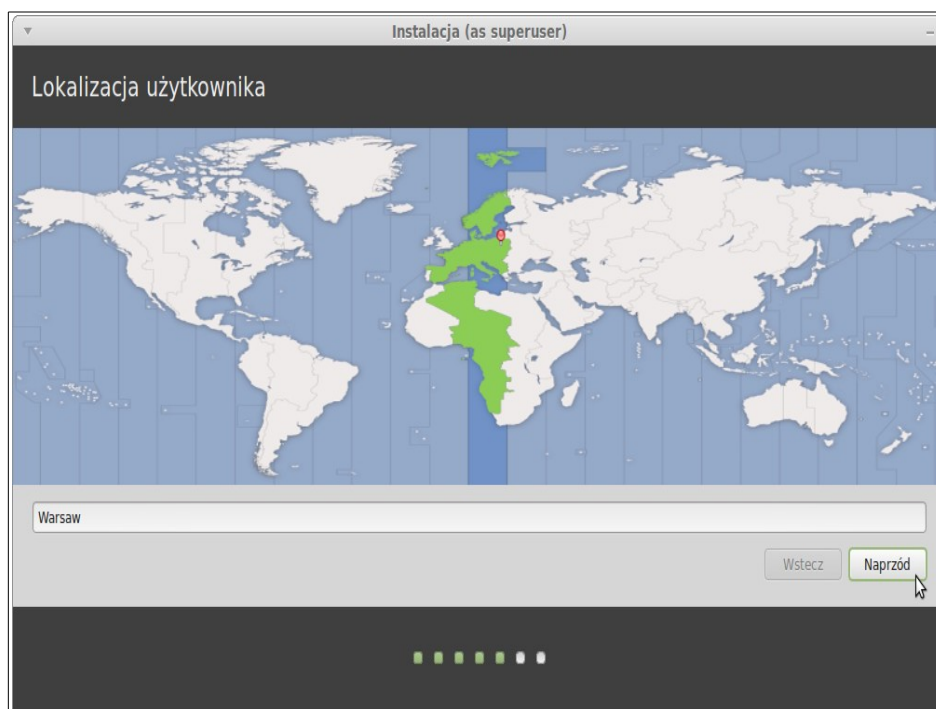 Instalacja (as superuser)
Lokalizacja użytkownika
Warsaw
Wstecz
Naprzód